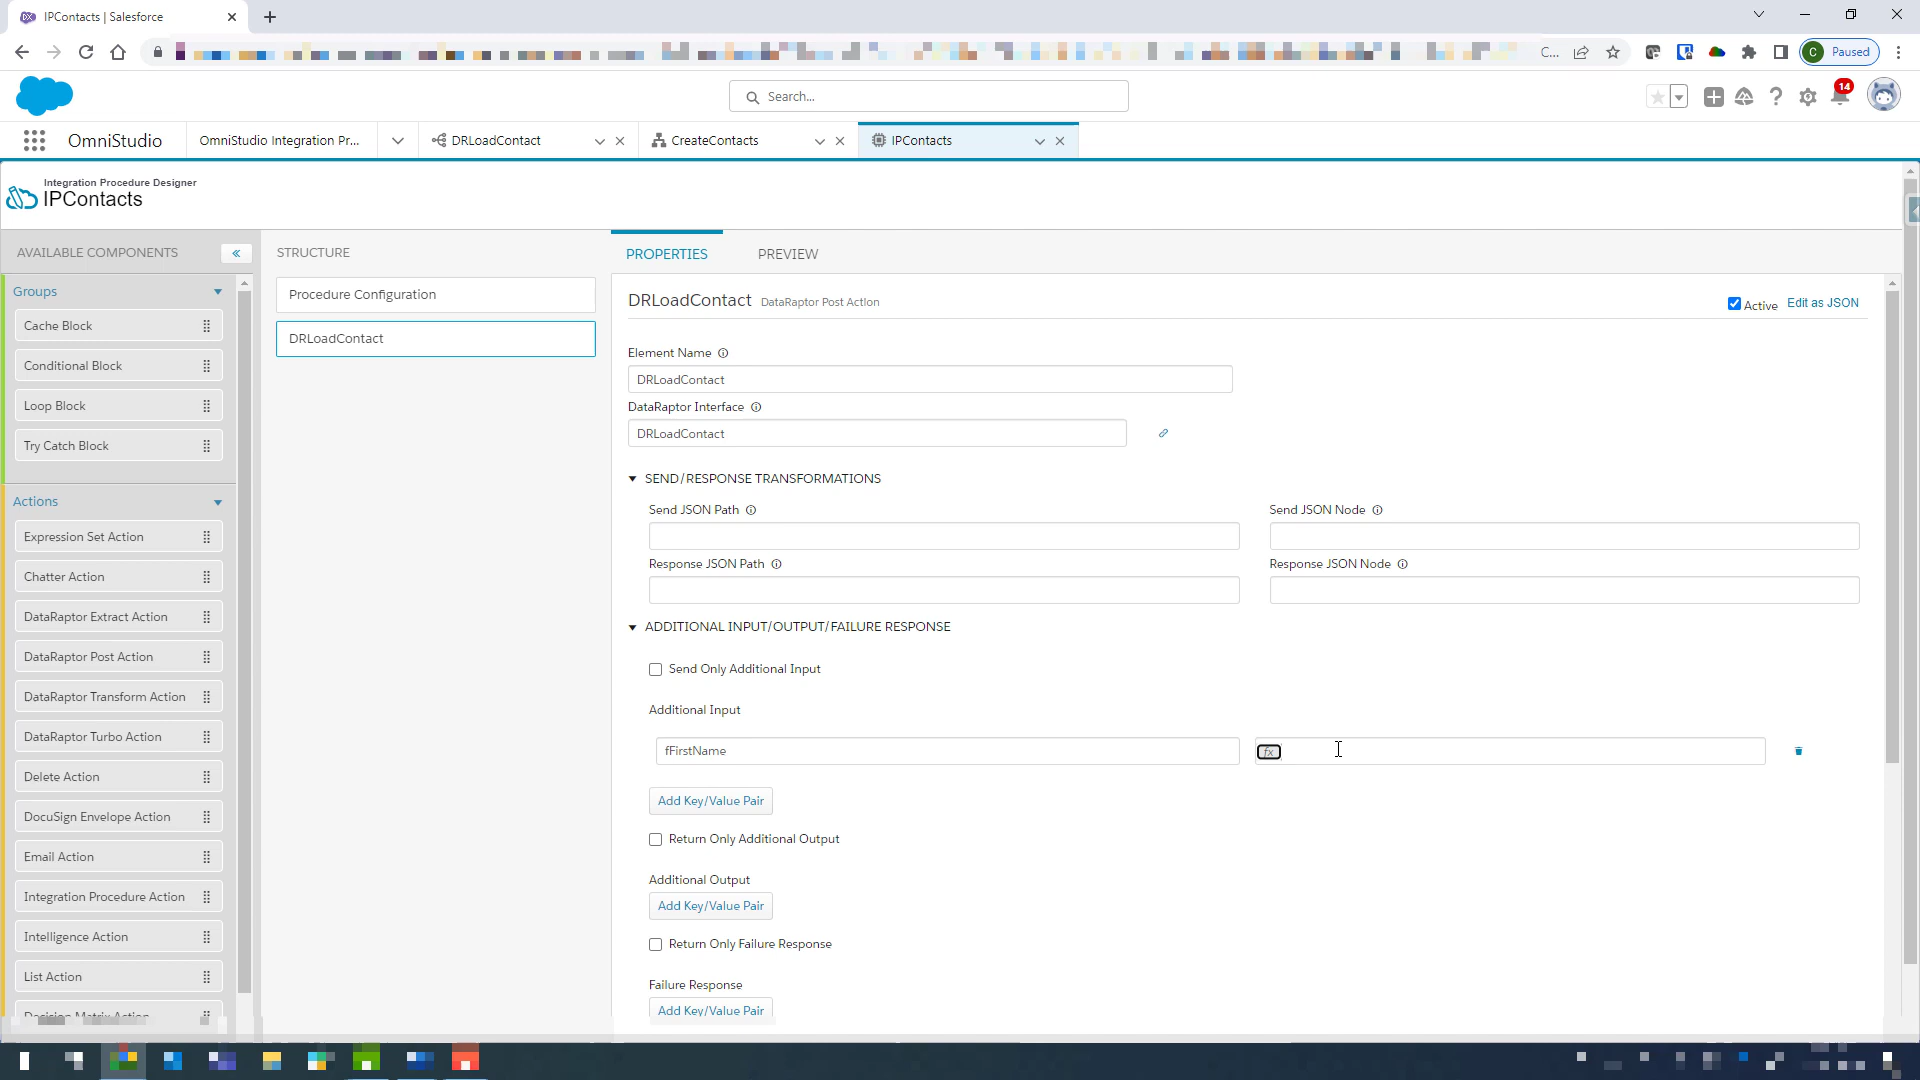 IPContacts | Salesforce
C...
C Paused
Search...
14
OmniStudio
OmniStudio Integration Pr...
DRLoadContact
CreateContacts
IPContacts
Integration Procedure Designer
IPContacts
AVAILABLE COMPONENTS
Groups
Cache Block
Conditional Block
Loop Block
Try Catch Block
Actions
Expression Set Action
Chatter Action
DataRaptor Extract Action
DataRaptor Post Action
DataRaptor Transform Action
DataRaptor Turbo Action
Delete Action
DocuSign Envelope Action
Email Action
Integration Procedure Action
Intelligence Action
List Action
Decision Matrix Action
STRUCTURE
Procedure Configuration
DRLoadContact
PROPERTIES
PREVIEW
DRLoadContact DataRaptor Post Action
Active
Edit as JSON
Element Name
DRLoadContact
DataRaptor Interface
DRLoadContact
SEND/RESPONSE TRANSFORMATIONS
Send JSON Path
Send JSON Node
Response JSON Path
Response JSON Node
ADDITIONAL INPUT/OUTPUT/FAILURE RESPONSE
Send Only Additional Input
Additional Input
fFirstName
fx
Add Key/Value Pair
Return Only Additional Output
Additional Output
Add Key/Value Pair
Return Only Failure Response
Failure Response
Add Key/Value Pair